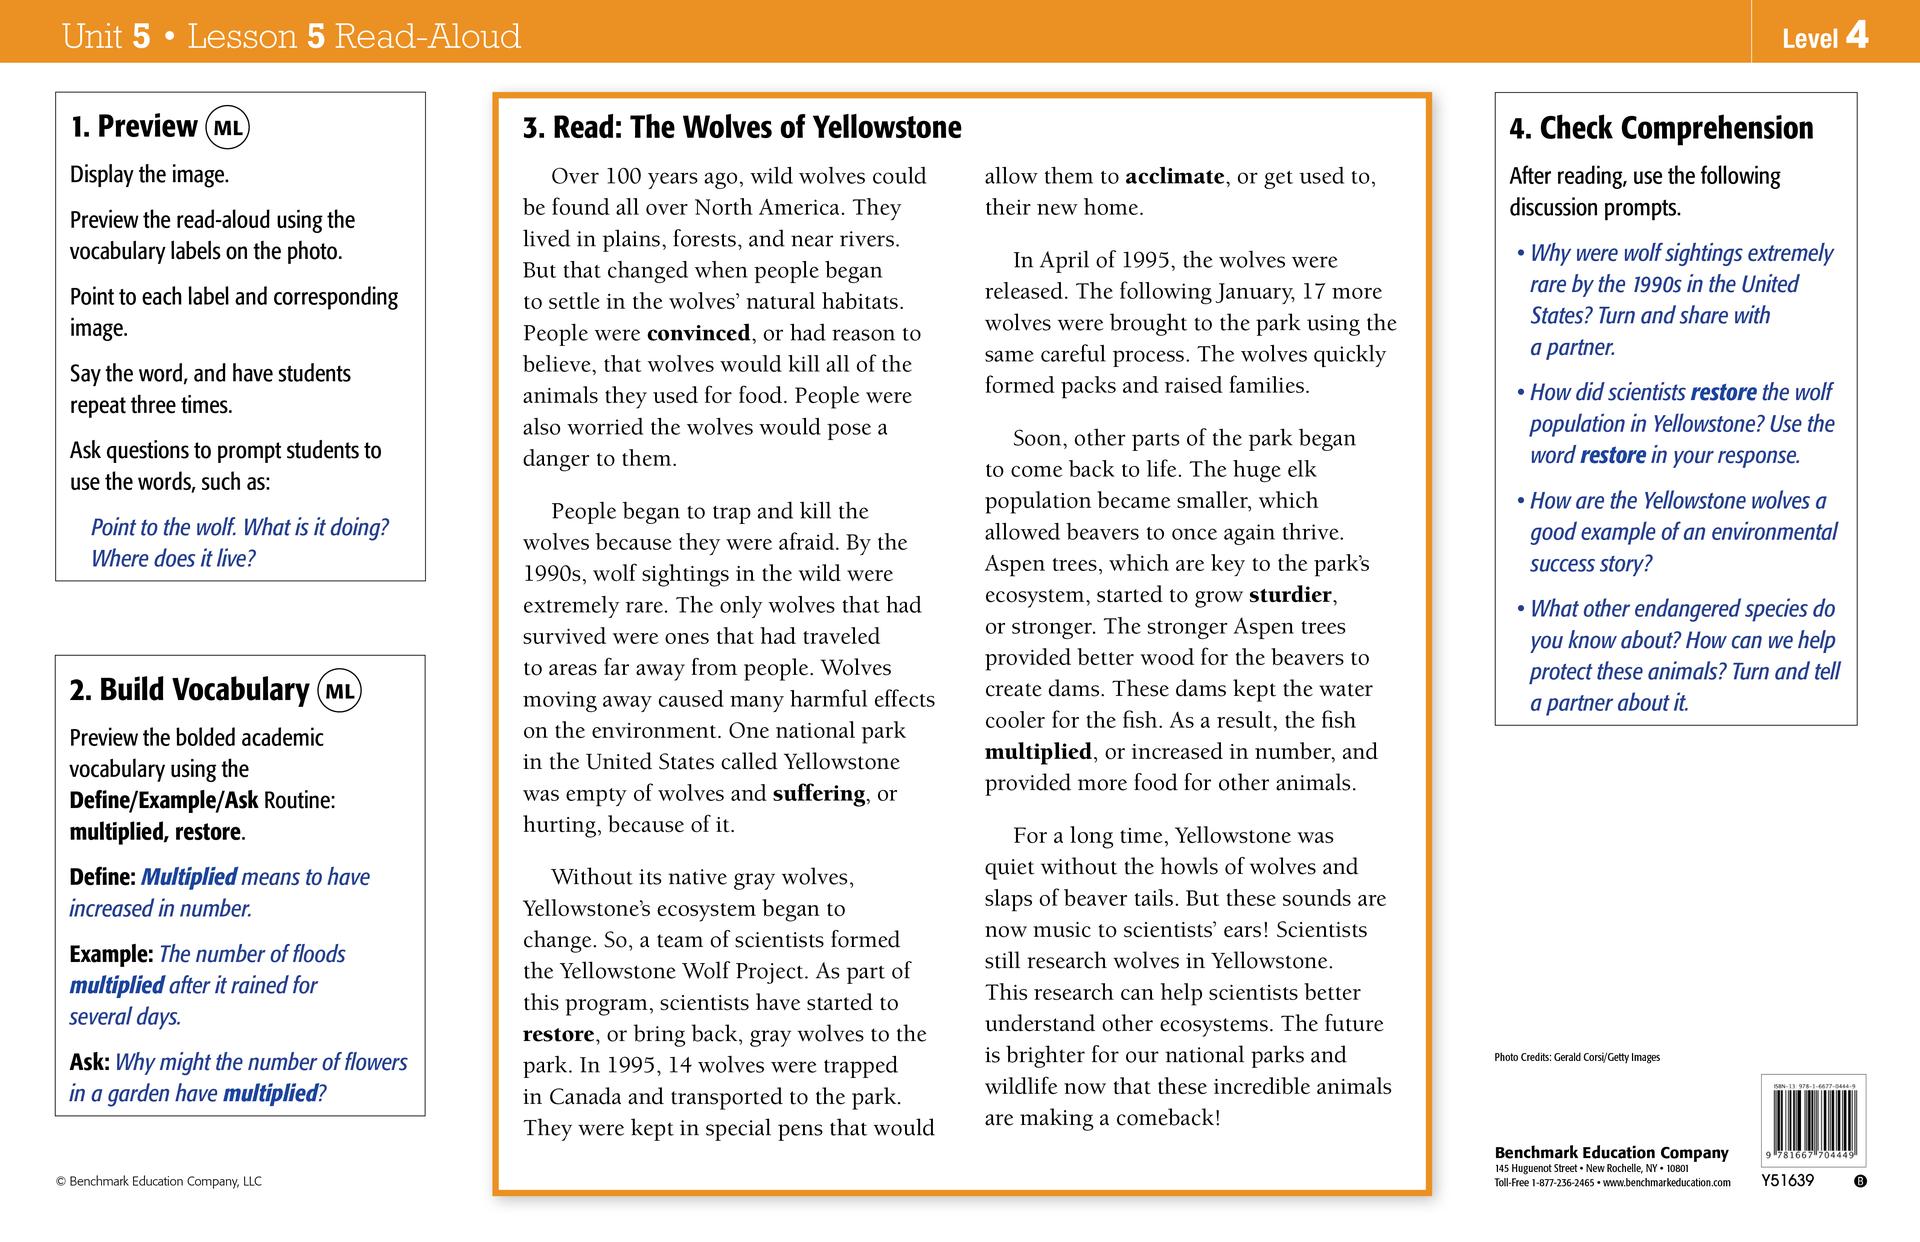 Unit 5 • Lesson 5 Read-Aloud
Level 4
1. Preview ML
Display the image.
Preview the read-aloud using the
vocabulary labels on the photo.
Point to each label and corresponding
image.
Say the word, and have students
repeat three times.
Ask questions to prompt students to
use the words, such as:
Point to the wolf. What is it doing?
Where does it live?
2. Build Vocabulary ML
Preview the bolded academic
vocabulary using the
Define/Example/Ask Routine:
multiplied, restore.
Define: Multiplied means to have
increased in number.
Example: The number of floods
multiplied after it rained for
several days.
Ask: Why might the number of flowers
in a garden have multiplied?
© Benchmark Education Company, LLC
3. Read: The Wolves of Yellowstone
Over 100 years ago, wild wolves could
be found all over North America. They
lived in plains, forests, and near rivers.
But that changed when people began
to settle in the wolves’ natural habitats.
People were convinced, or had reason to
believe, that wolves would kill all of the
animals they used for food. People were
also worried the wolves would pose a
danger to them.
People began to trap and kill the
wolves because they were afraid. By the
1990s, wolf sightings in the wild were
extremely rare. The only wolves that had
survived were ones that had traveled
to areas far away from people. Wolves
moving away caused many harmful effects
on the environment. One national park
in the United States called Yellowstone
was empty of wolves and suffering, or
hurting, because of it.
Without its native gray wolves,
Yellowstone’s ecosystem began to
change. So, a team of scientists formed
the Yellowstone Wolf Project. As part of
this program, scientists have started to
restore, or bring back, gray wolves to the
park. In 1995, 14 wolves were trapped
in Canada and transported to the park.
They were kept in special pens that would
allow them to acclimate, or get used to,
their new home.
In April of 1995, the wolves were
released. The following January, 17 more
wolves were brought to the park using the
same careful process. The wolves quickly
formed packs and raised families.
Soon, other parts of the park began
to come back to life. The huge elk
population became smaller, which
allowed beavers to once again thrive.
Aspen trees, which are key to the park’s
ecosystem, started to grow sturdier,
or stronger. The stronger Aspen trees
provided better wood for the beavers to
create dams. These dams kept the water
cooler for the fish. As a result, the fish
multiplied, or increased in number, and
provided more food for other animals.
For a long time, Yellowstone was
quiet without the howls of wolves and
slaps of beaver tails. But these sounds are
now music to scientists’ ears! Scientists
still research wolves in Yellowstone.
This research can help scientists better
understand other ecosystems. The future
is brighter for our national parks and
wildlife now that these incredible animals
are making a comeback!
4. Check Comprehension
After reading, use the following
discussion prompts.
• Why were wolf sightings extremely
rare by the 1990s in the United
States? Turn and share with
a partner.
• How did scientists restore the wolf
population in Yellowstone? Use the
word restore in your response.
• How are the Yellowstone wolves a
good example of an environmental
success story?
• What other endangered species do
you know about? How can we help
protect these animals? Turn and tell
a partner about it.
Photo Credits: Gerald Corsi/Getty Images
Benchmark Education Company
145 Huguenot Street • New Rochelle, NY • 10801
Toll-Free 1-877-236-2465 • www.benchmarkeducation.com
ISBN-13 978-1-6677-0444-9
9 781667 704449
Y51639
B